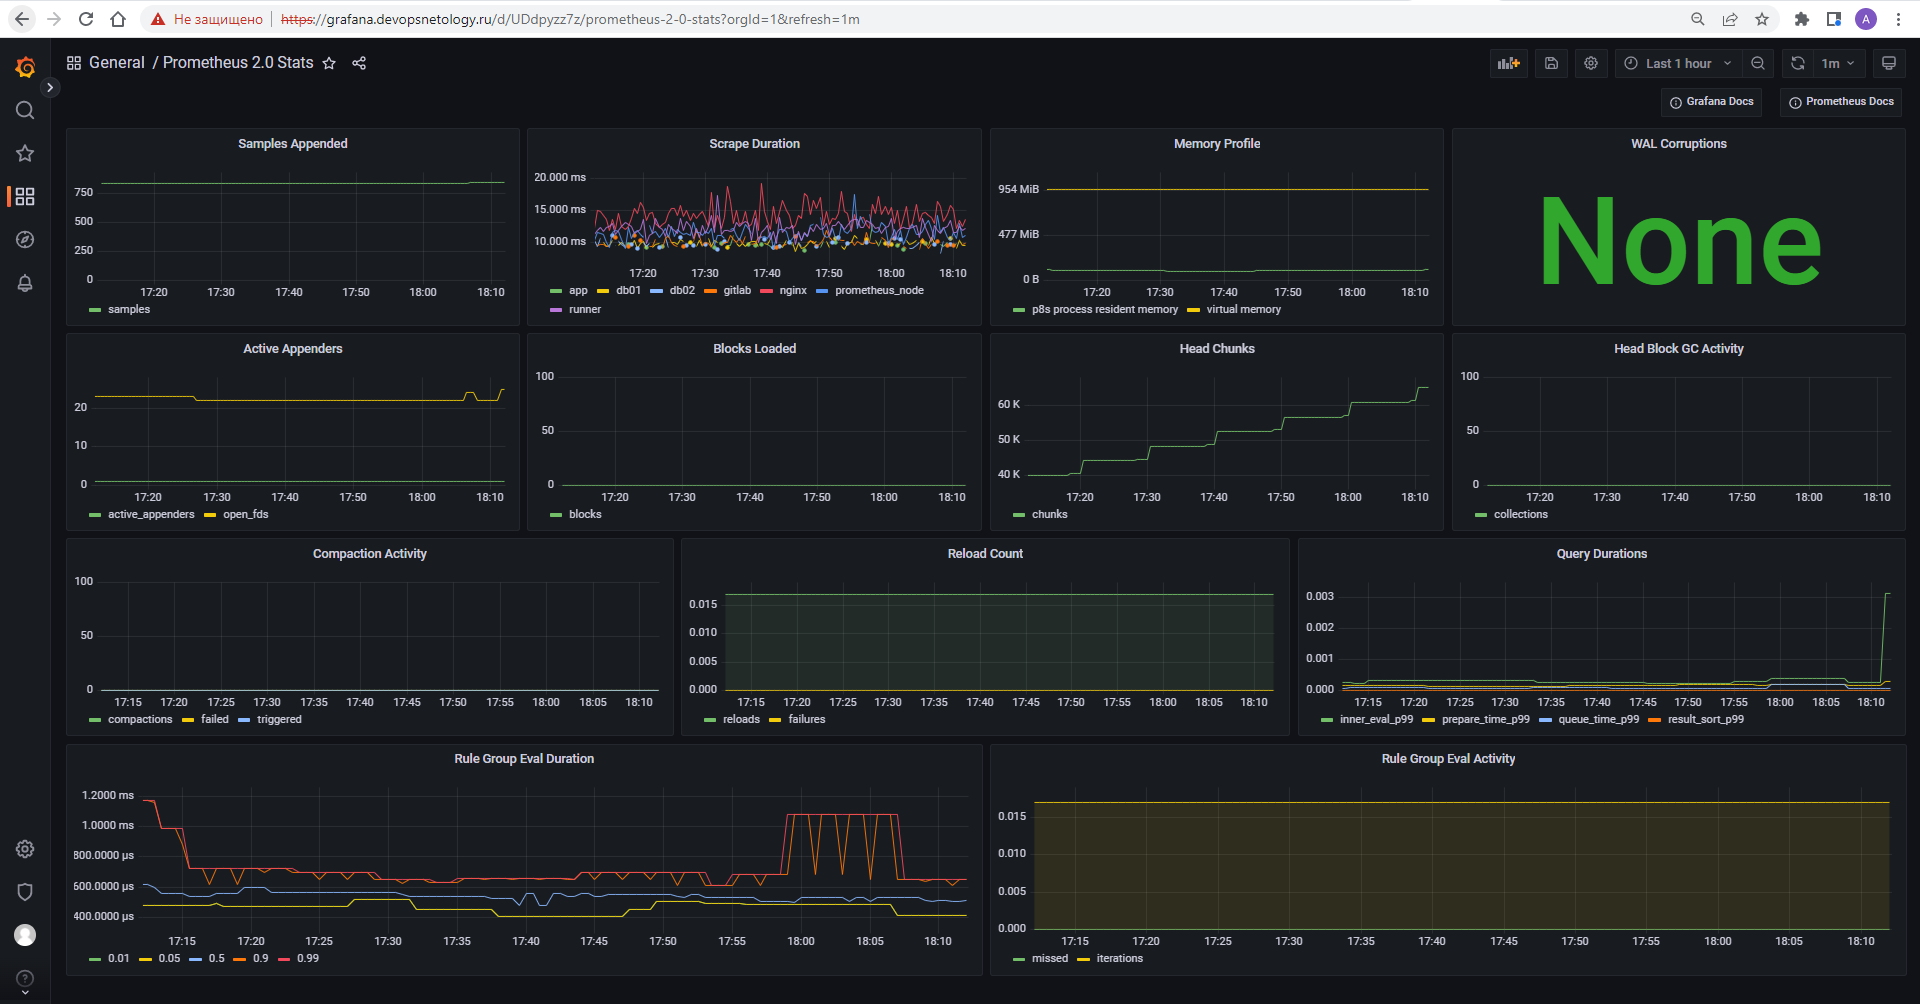 Не защищено https://grafana.devopsnetology.ru/d/UDdpyzz7z/prometheus-2-0-stats?orgId=1&refresh=1m A
General / Prometheus 2.0 Stats Last 1 hour 1m
Grafana Docs Prometheus Docs
Samples Appended
750
500
250
0
17:20 17:30 17:40 17:50 18:00 18:10
samples
Scrape Duration
20.000 ms
15.000 ms
10.000 ms
17:20 17:30 17:40 17:50 18:00 18:10
app db01 db02 gitlab nginx prometheus_node
runner
Memory Profile
954 MiB
477 MiB
0 B
17:20 17:30 17:40 17:50 18:00 18:10
p8s process resident memory virtual memory
WAL Corruptions
None
Active Appenders
20
10
0
17:20 17:30 17:40 17:50 18:00 18:10
active_appenders open_fds
Blocks Loaded
100
50
0
17:20 17:30 17:40 17:50 18:00 18:10
blocks
Head Chunks
60 K
50 K
40 K
17:20 17:30 17:40 17:50 18:00 18:10
chunks
Head Block GC Activity
100
50
0
17:20 17:30 17:40 17:50 18:00 18:10
collections
Compaction Activity
100
50
0
17:15 17:20 17:25 17:30 17:35 17:40 17:45 17:50 17:55 18:00 18:05 18:10
compactions failed triggered
Reload Count
0.015
0.010
0.005
0.000
17:15 17:20 17:25 17:30 17:35 17:40 17:45 17:50 17:55 18:00 18:05 18:10
reloads failures
Query Durations
0.003
0.002
0.001
0.000
17:15 17:20 17:25 17:30 17:35 17:40 17:45 17:50 17:55 18:00 18:05 18:10
inner_eval_p99 prepare_time_p99 queue_time_p99 result_sort_p99
Rule Group Eval Duration
1.2000 ms
1.0000 ms
800.0000 µs
600.0000 µs
400.0000 µs
17:15 17:20 17:25 17:30 17:35 17:40 17:45 17:50 17:55 18:00 18:05 18:10
0.01 0.05 0.5 0.9 0.99
Rule Group Eval Activity
0.015
0.010
0.005
0.000
17:15 17:20 17:25 17:30 17:35 17:40 17:45 17:50 17:55 18:00 18:05 18:10
missed iterations